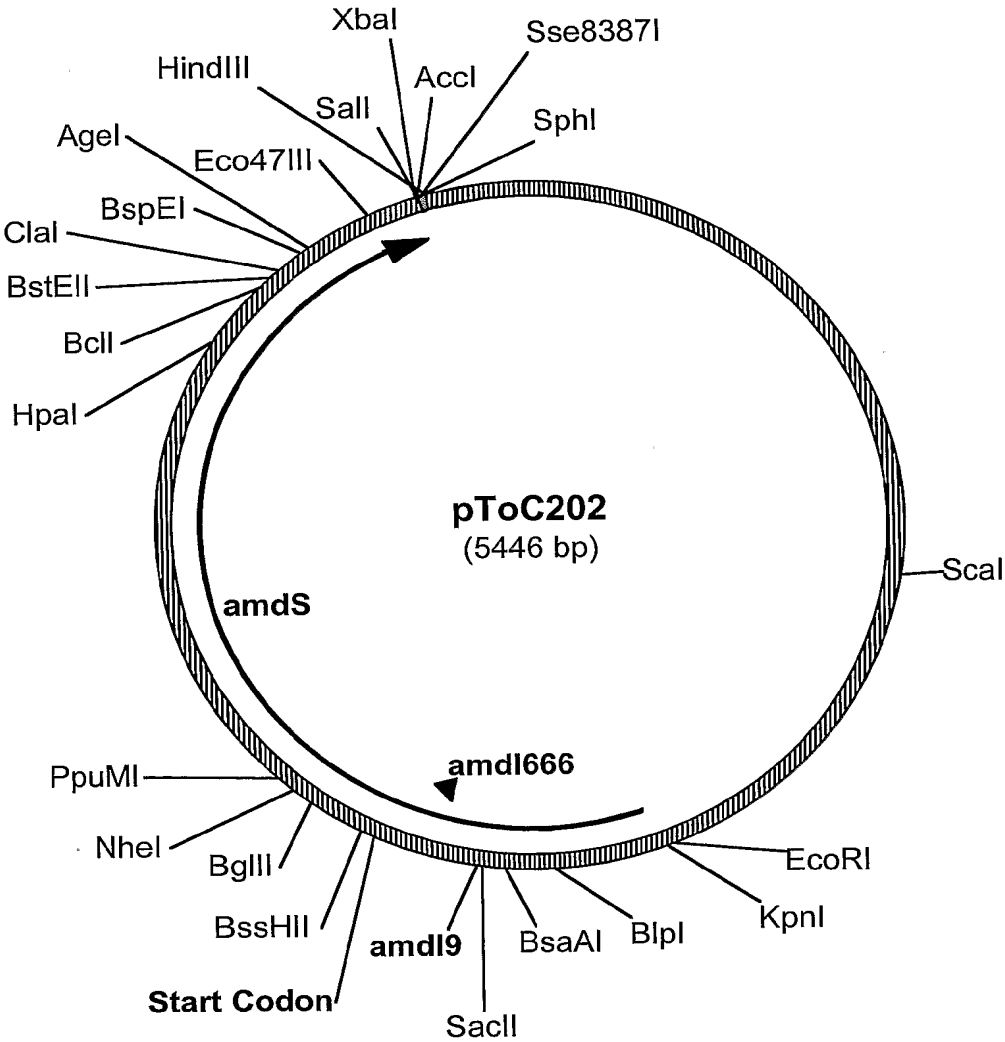 XbaI
Sse8387I
HindIII
AccI
SalI
SphI
AgeI
Eco47III
BspEI
ClaI
BstEII
BclI
HpaI
pToC202
(5446 bp)
ScaI
amdS
amdI666
PpuMI
NheI
BglII
EcoRI
KpnI
BssHII
amdI9
BsaAI
BlpI
Start Codon
SacII